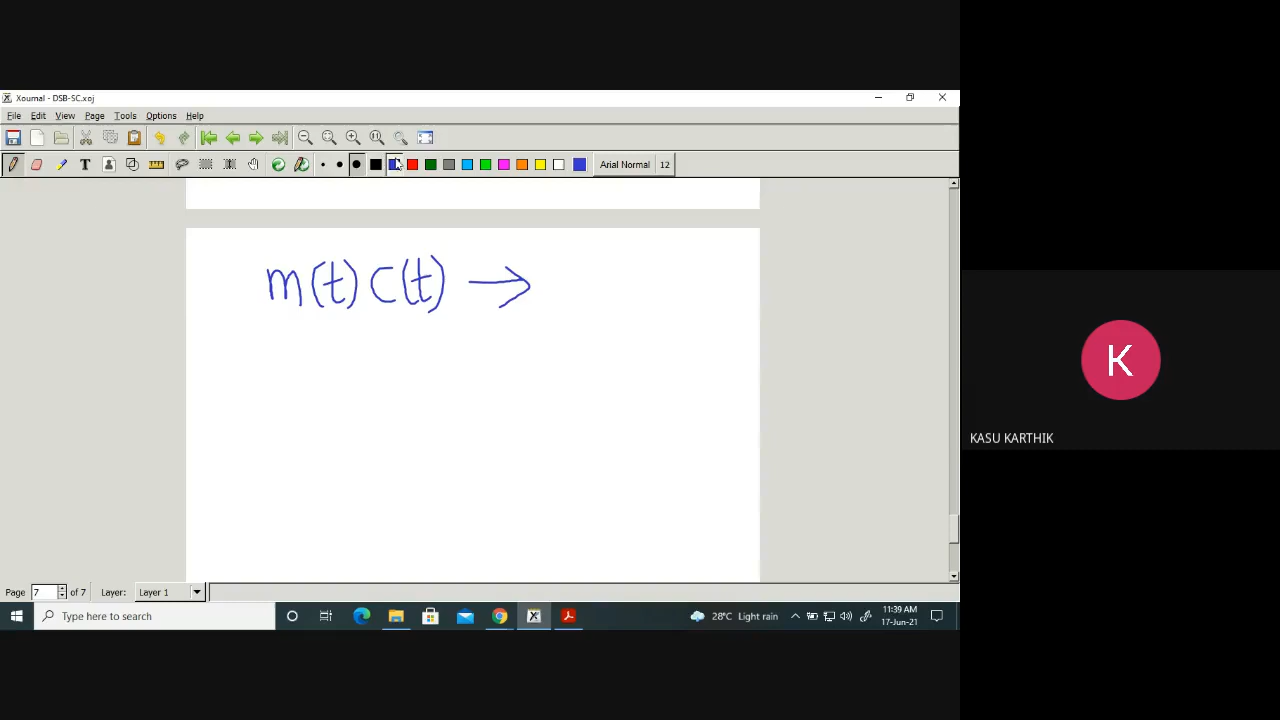 Xournal - DSB-SC.xoj
File Edit View Page Tools Options Help
Arial Normal 12
m(t) c(t) →
K
KASU KARTHIK
Page 7 of 7 Layer: Layer 1
Type here to search
28°C Light rain
11:39 AM
17-Jun-21